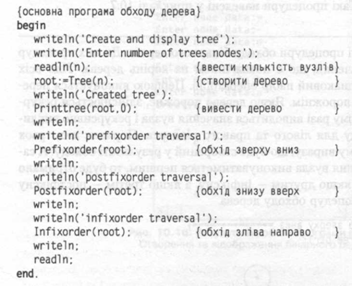 {основна програма обходу дерева}
begin
writeln('Create and display tree');
writeln('Enter number of trees nodes');
readln(n); {ввести кількість вузлів}
root:=Tree(n); {створити дерево }
writeln('Created tree');
Printtree(root,0); {вивести дерево }
writeln;
writeln('prefixorder traversal');
Prefixorder(root); {обхід зверху вниз }
writeln;
writeln('postfixorder traversal');
Postfixorder(root); {обхід знизу вверх }
writeln;
writeln('infixorder traversal');
Infixorder(root); {обхід зліва направо }
writeln;
readln;
end.